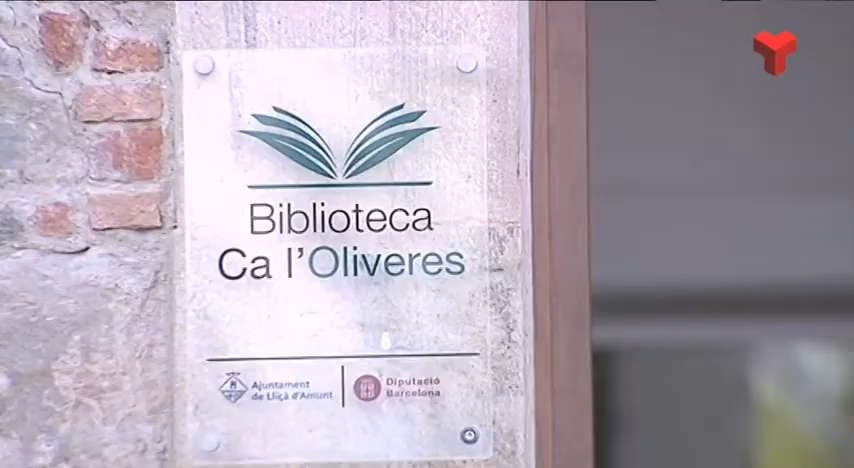 Biblioteca
Ca l'Oliveres
Ajuntament
de Lliçà d'Amunt
Diputació
Barcelona